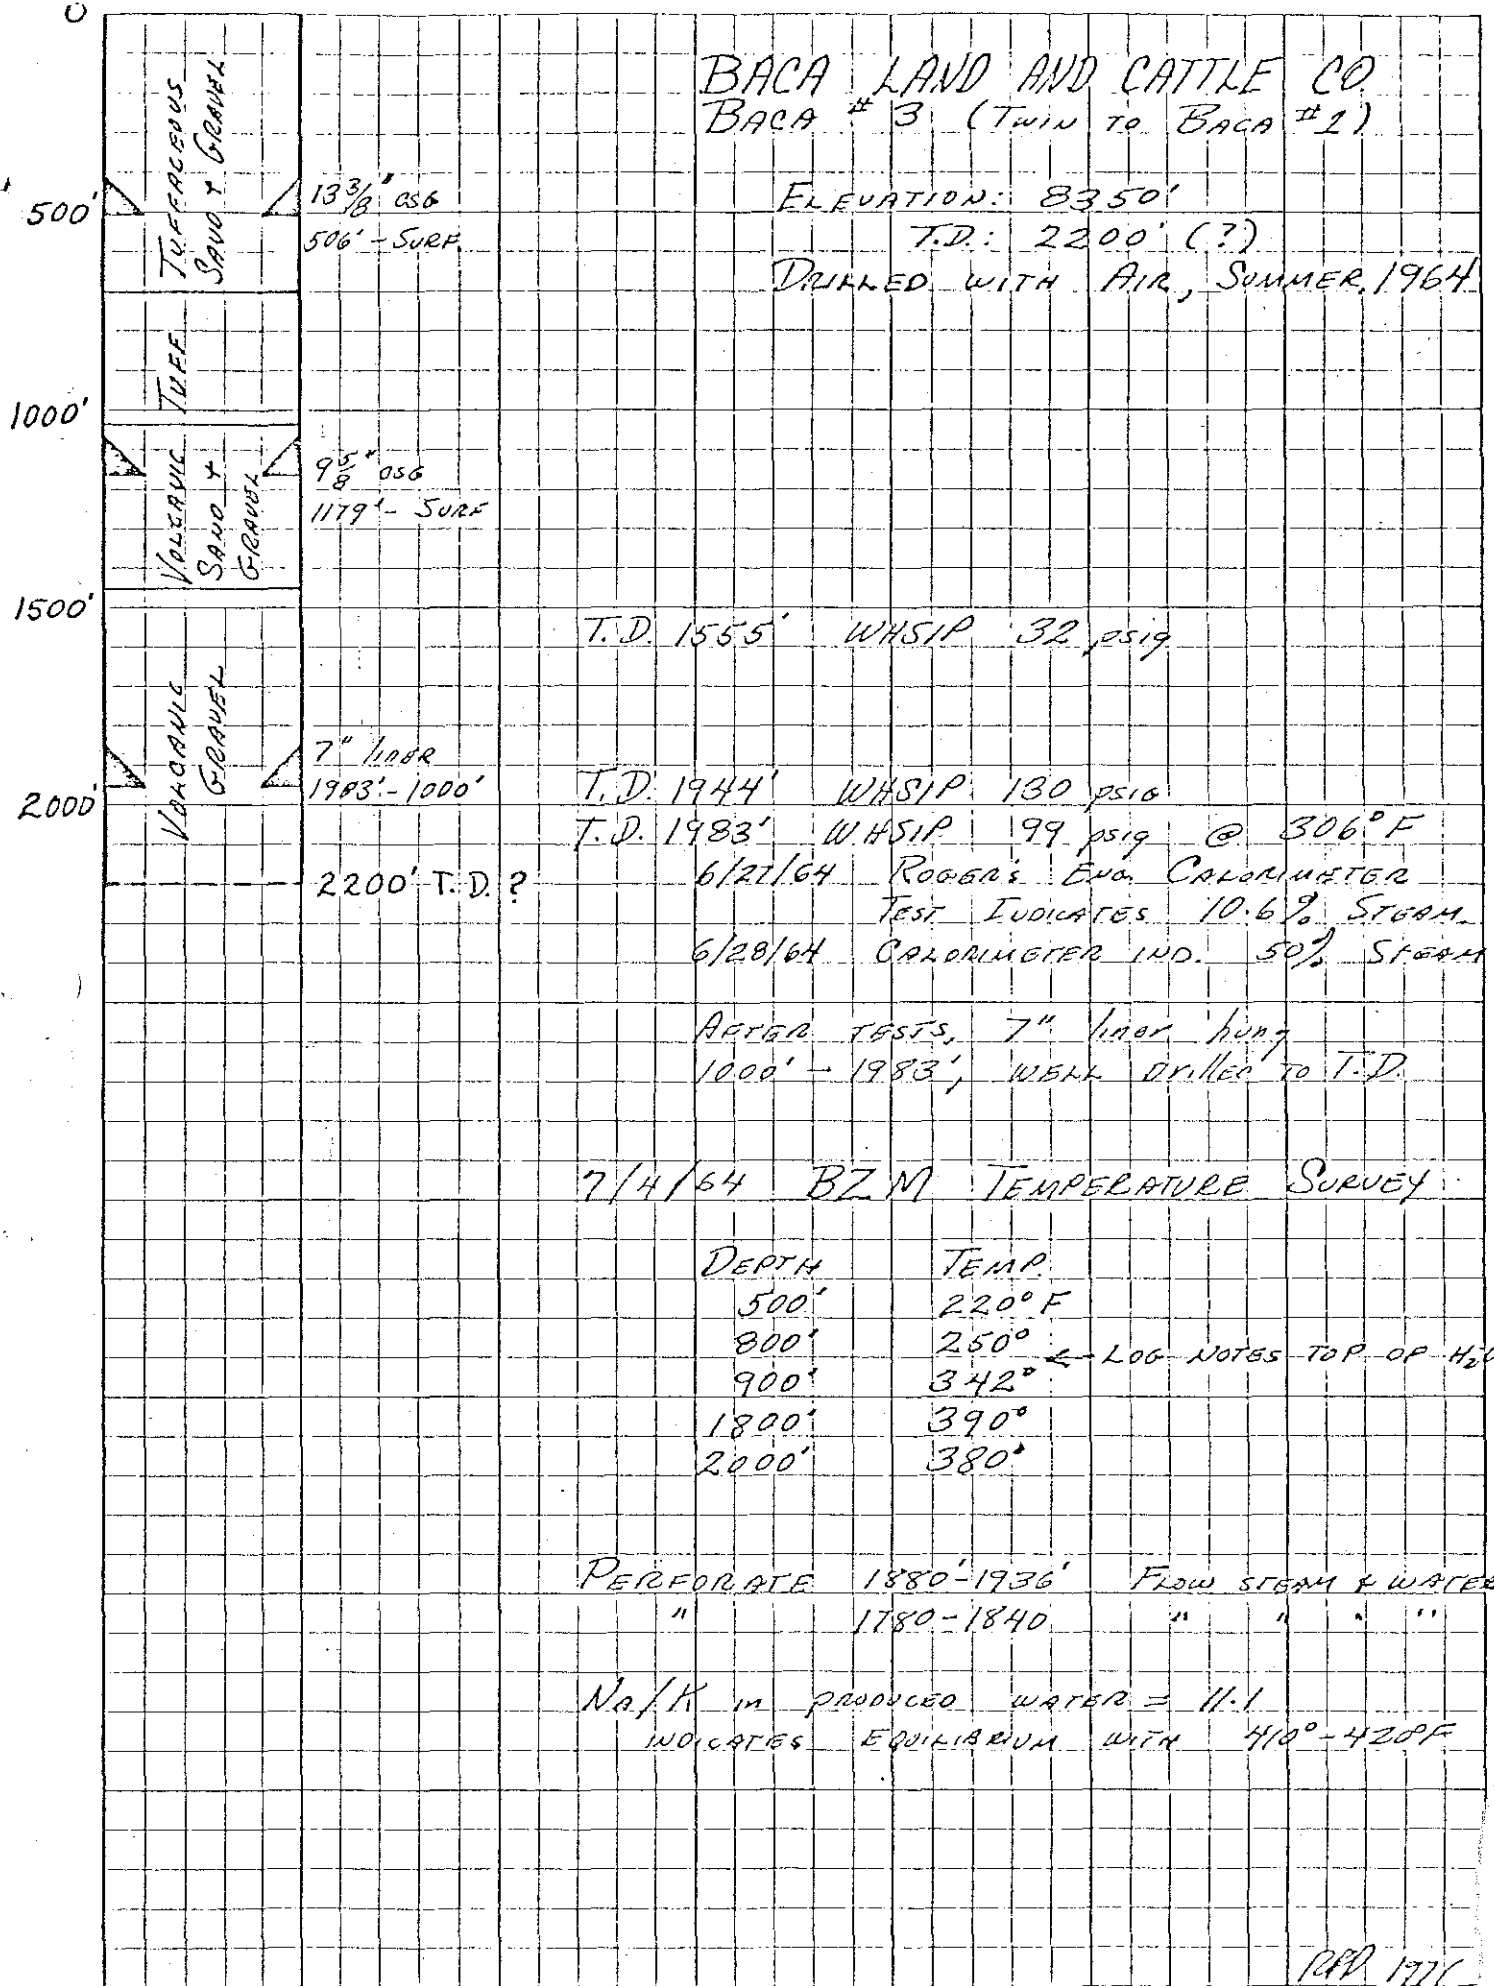 0
BACA LAND AND CATTLE CO.
BACA #3 (TWIN TO BACA #1)
TUFFACEOUS
SAND + GRAVEL
500'
13 3/8" CSG
506' - SURF.
ELEVATION: 8350'
T.D.: 2200' (?)
DRILLED WITH AIR, SUMMER, 1964
TUFF
1000'
VOLCANIC
SAND +
GRAVEL
9 5/8" CSG
1179' - SURF
1500'
T.D. 1555' WHSIP 32 psig
VOLCANIC
GRAVEL
7" liner
1983' - 1000'
2000'
T.D. 1944' WHSIP 130 psig
T.D. 1983' WHSIP 99 psig @ 306°F
2200' T.D.?
6/27/64 ROGER'S ENG. CALORIMETER
TEST INDICATES 10.6% STEAM
6/28/64 CALORIMETER IND. 50% STEAM
AFTER TESTS, 7" liner hung
1000' - 1983', WELL Drilled TO T.D.
7/4/64 BZM TEMPERATURE SURVEY
DEPTH TEMP.
500' 220°F
800' 250°
← LOG NOTES TOP OF H2O
900' 342°
1800' 390°
2000' 380°
PERFORATE 1880'-1936' FLOW STEAM & WATER
" 1780-1840 " " " "
Na/K in PRODUCED WATER = 11.1
INDICATES EQUILIBRIUM WITH 410°-420°F